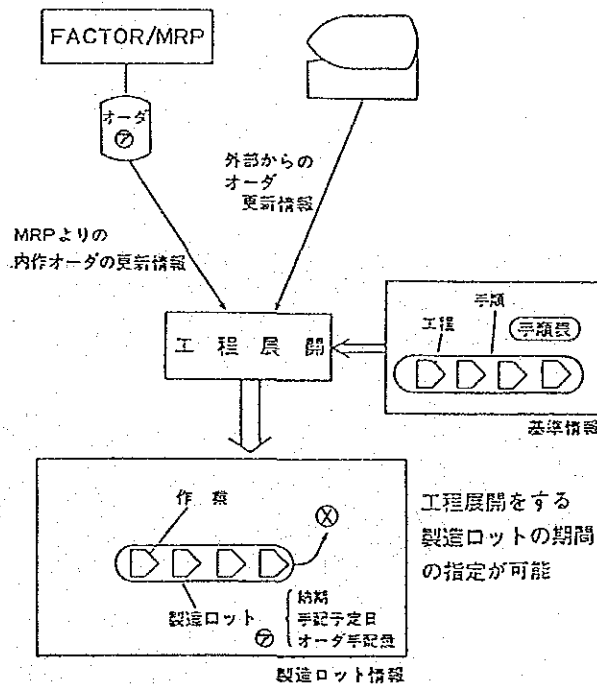 FACTOR/MRP
オーダ
㋐
外部からの
オーダ
更新情報
MRPよりの
内作オーダの更新情報
工程展開
手順
工程
手順表
基準情報
作業
Ⓧ
製造ロット
納期
手配予定日
㋐ オーダ手配量
製造ロット情報
工程展開をする
製造ロットの期間
の指定が可能